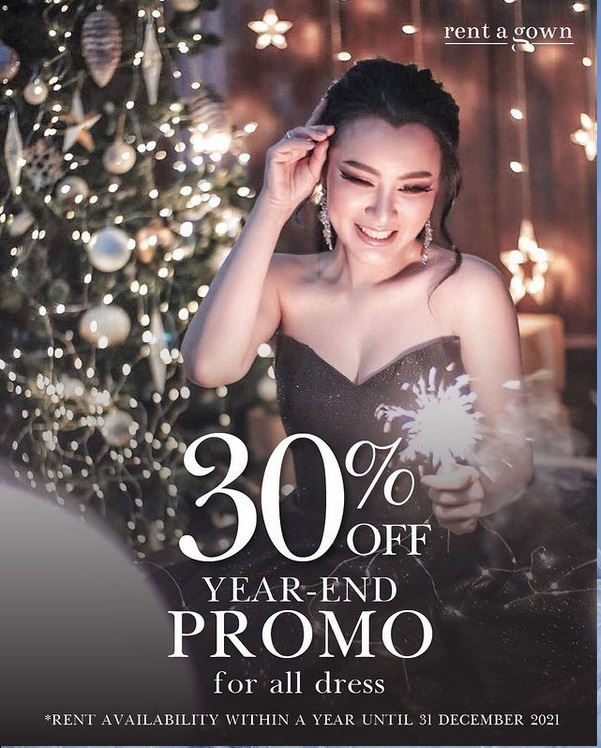 rent a gown
30%
OFF
YEAR-END
PROMO
for all dress
*RENT AVAILABILITY WITHIN A YEAR UNTIL 31 DECEMBER 2021